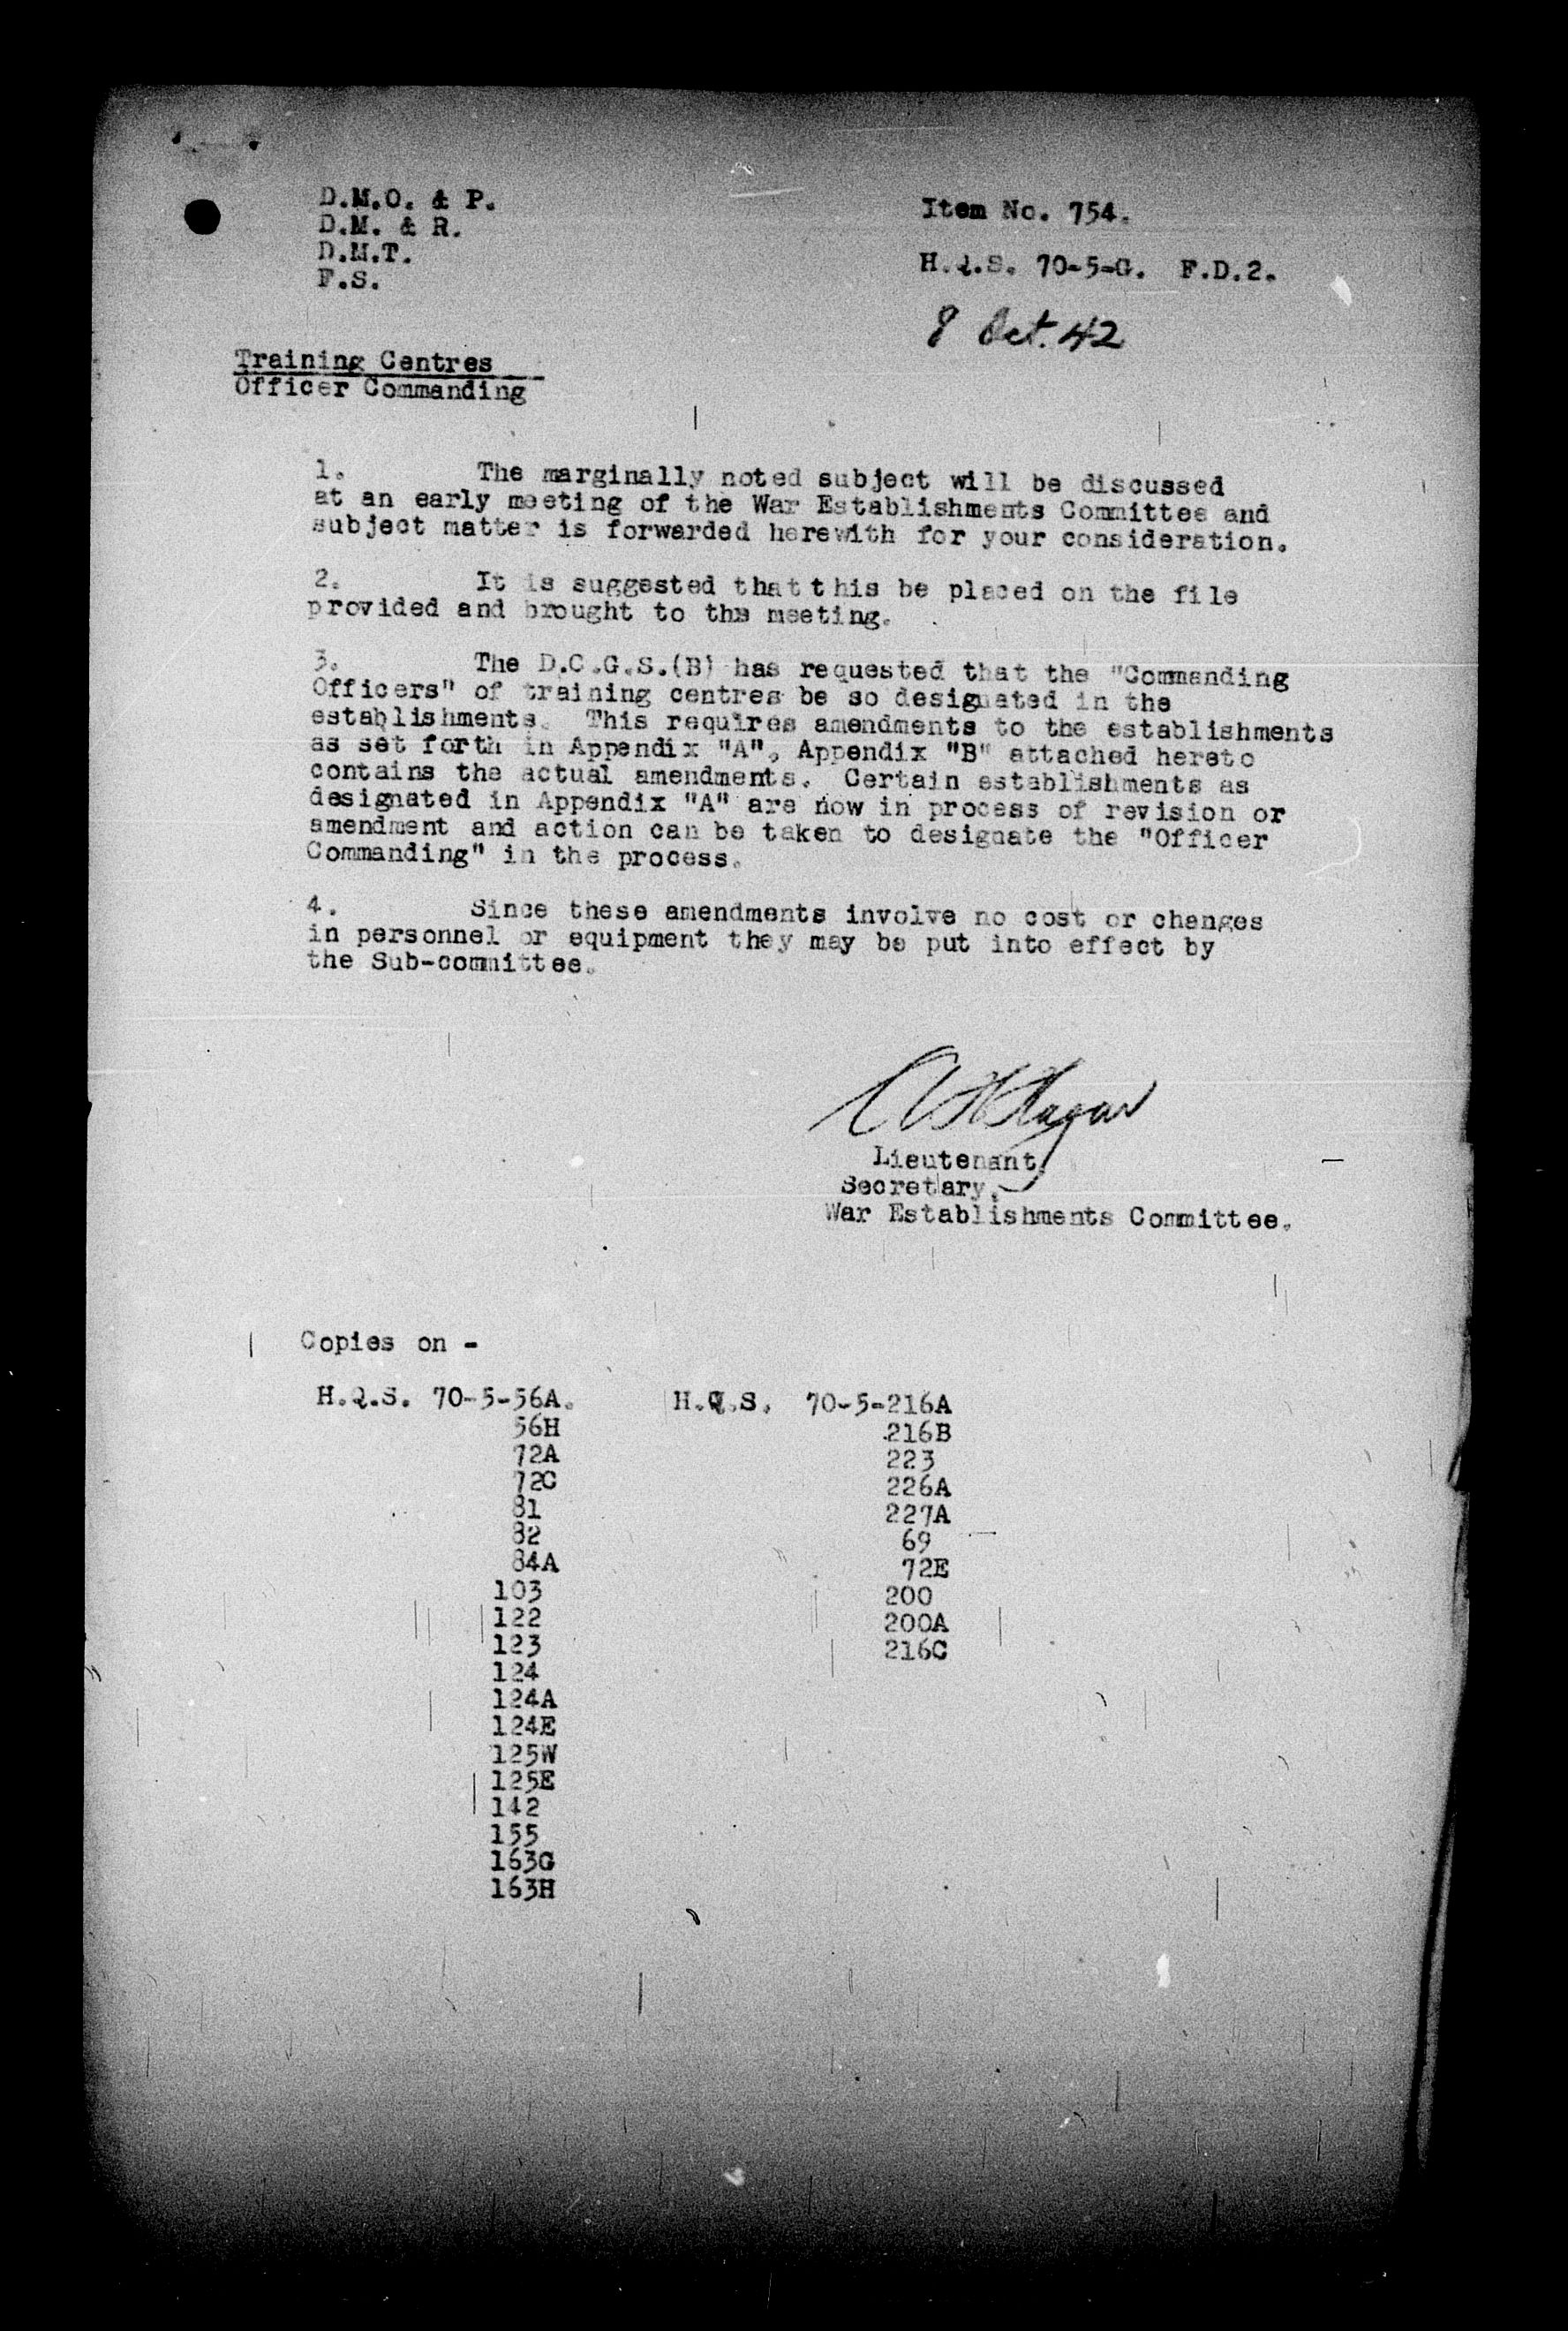 D.M.O. & P.
D.M. & R.
D.M.T.
F.S.
Item No. 754.
H.Q.S. 70-5-G. F.D.2.
8 Oct. 42
Training Centres
Officer Commanding
1. The marginally noted subject will be discussed
at an early meeting of the War Establishments Committee and
subject matter is forwarded herewith for your consideration.
2. It is suggested that this be placed on the file
provided and brought to the meeting.
3. The D.C.G.S.(B) has requested that the "Commanding
Officers" of training centres be so designated in the
establishments. This requires amendments to the establishments
as set forth in Appendix "A", Appendix "B" attached hereto
contains the actual amendments. Certain establishments as
designated in Appendix "A" are now in process of revision or
amendment and action can be taken to designate the "Officer
Commanding" in the process.
4. Since these amendments involve no cost or changes
in personnel or equipment they may be put into effect by
the Sub-committee.
Lieutenant,
Secretary,
War Establishments Committee.
Copies on -
H.Q.S. 70-5-56A.
56H
72A
72C
81
82
84A
103
122
123
124
124A
124E
125W
125E
142
155
163G
163H
H.Q.S. 70-5-216A
216B
223
226A
227A
69
72E
200
200A
216C